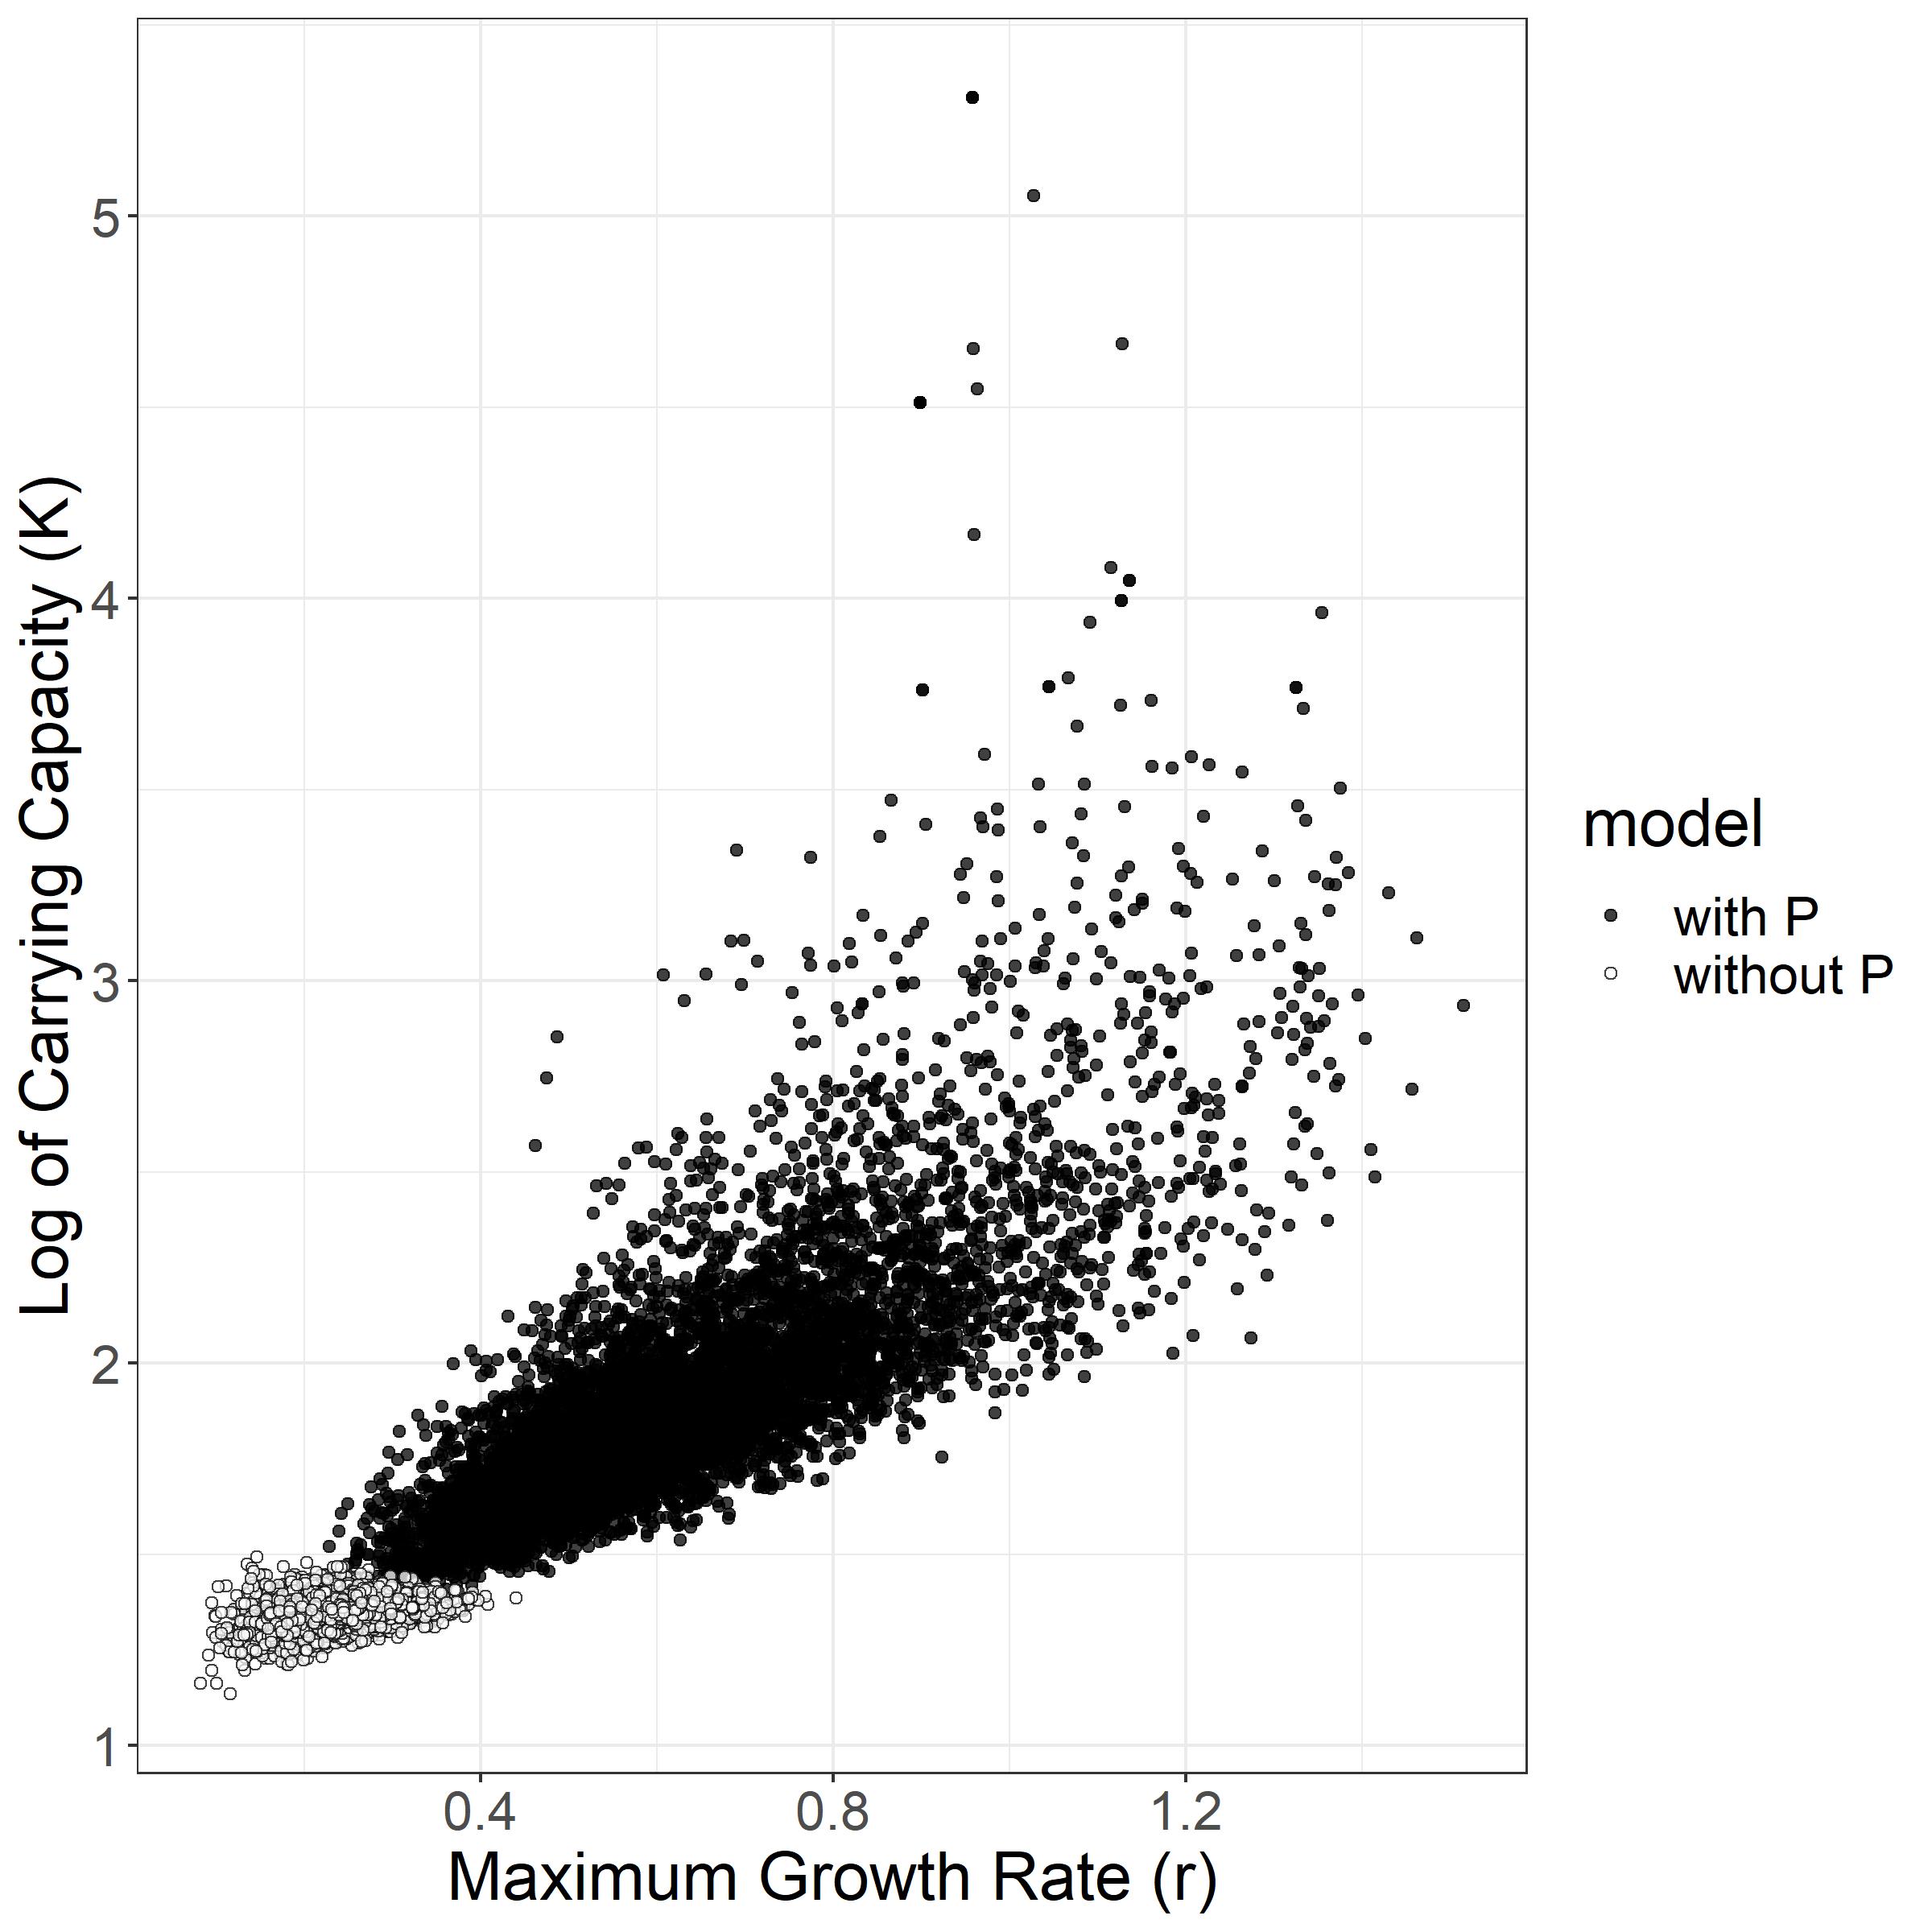 Log of Carrying Capacity (K)
5
4
3
2
1
0.4 0.8 1.2
Maximum Growth Rate (r)
model
with P
without P